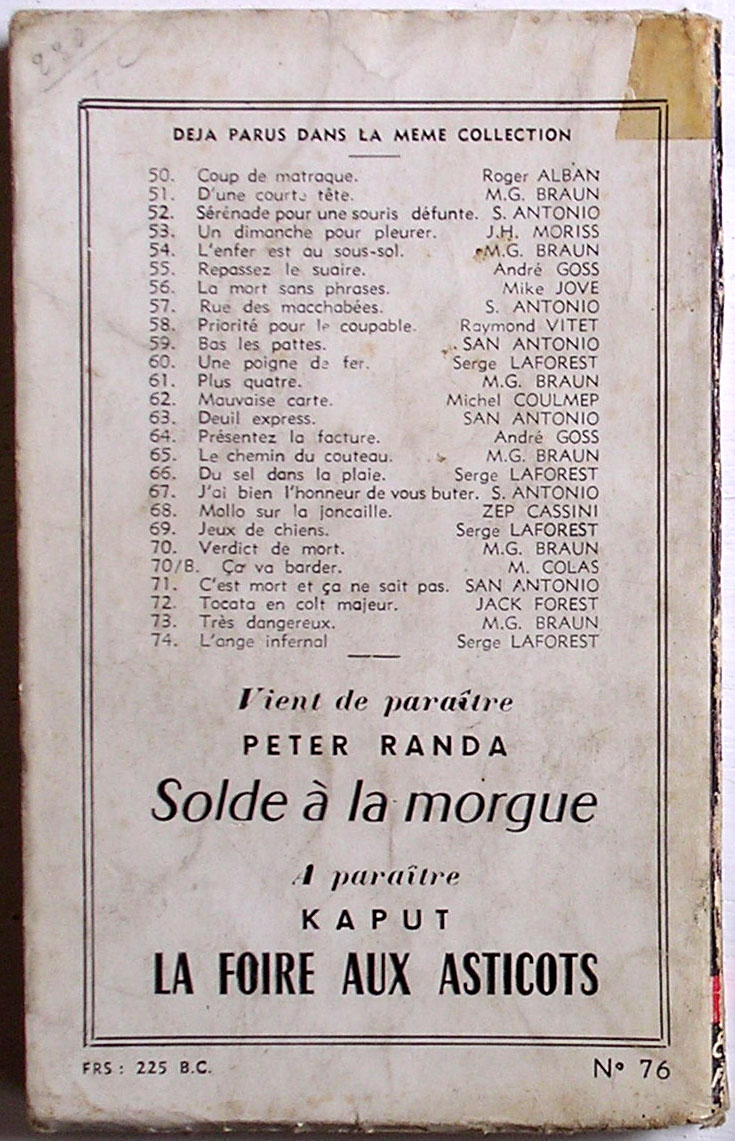 DEJA PARUS DANS LA MEME COLLECTION
50. Coup de matraque. Roger ALBAN
51. D'une courte tête. M.G. BRAUN
52. Sérénade pour une souris défunte. S. ANTONIO
53. Un dimanche pour pleurer. J.H. MORISS
54. L'enfer est au sous-sol. M.G. BRAUN
55. Repassez le suaire. André GOSS
56. La mort sans phrases. Mike JOVE
57. Rue des macchabées. S. ANTONIO
58. Priorité pour le coupable. Raymond VITET
59. Bas les pattes. SAN ANTONIO
60. Une poigne de fer. Serge LAFOREST
61. Plus quatre. M.G. BRAUN
62. Mauvaise carte. Michel COULMEP
63. Deuil express. SAN ANTONIO
64. Présentez la facture. André GOSS
65. Le chemin du couteau. M.G. BRAUN
66. Du sel dans la plaie. Serge LAFOREST
67. J'ai bien l'honneur de vous buter. S. ANTONIO
68. Mollo sur la joncaille. ZEP CASSINI
69. Jeux de chiens. Serge LAFOREST
70. Verdict de mort. M.G. BRAUN
70/B. Ça va barder. M. COLAS
71. C'est mort et ça ne sait pas. SAN ANTONIO
72. Tocata en colt majeur. JACK FOREST
73. Très dangereux. M.G. BRAUN
74. L'ange infernal Serge LAFOREST
Vient de paraître
PETER RANDA
Solde à la morgue
A paraître
KAPUT
LA FOIRE AUX ASTICOTS
FRS : 225 B.C.
N° 76